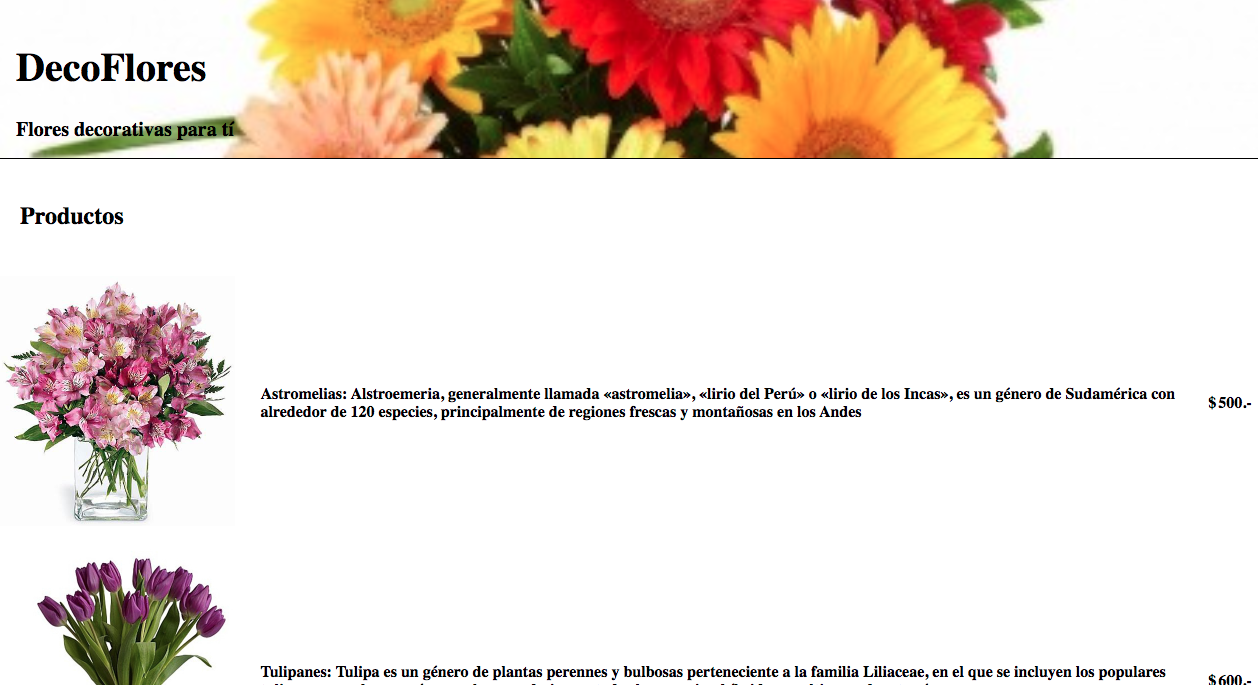 DecoFlores
Flores decorativas para tí
Productos
Astromelias: Alstroemeria, generalmente llamada «astromelia», «lirio del Perú» o «lirio de los Incas», es un género de Sudamérica con
alrededor de 120 especies, principalmente de regiones frescas y montañosas en los Andes
$500.-
Tulipanes: Tulipa es un género de plantas perennes y bulbosas perteneciente a la familia Liliaceae, en el que se incluyen los populares
$600.-